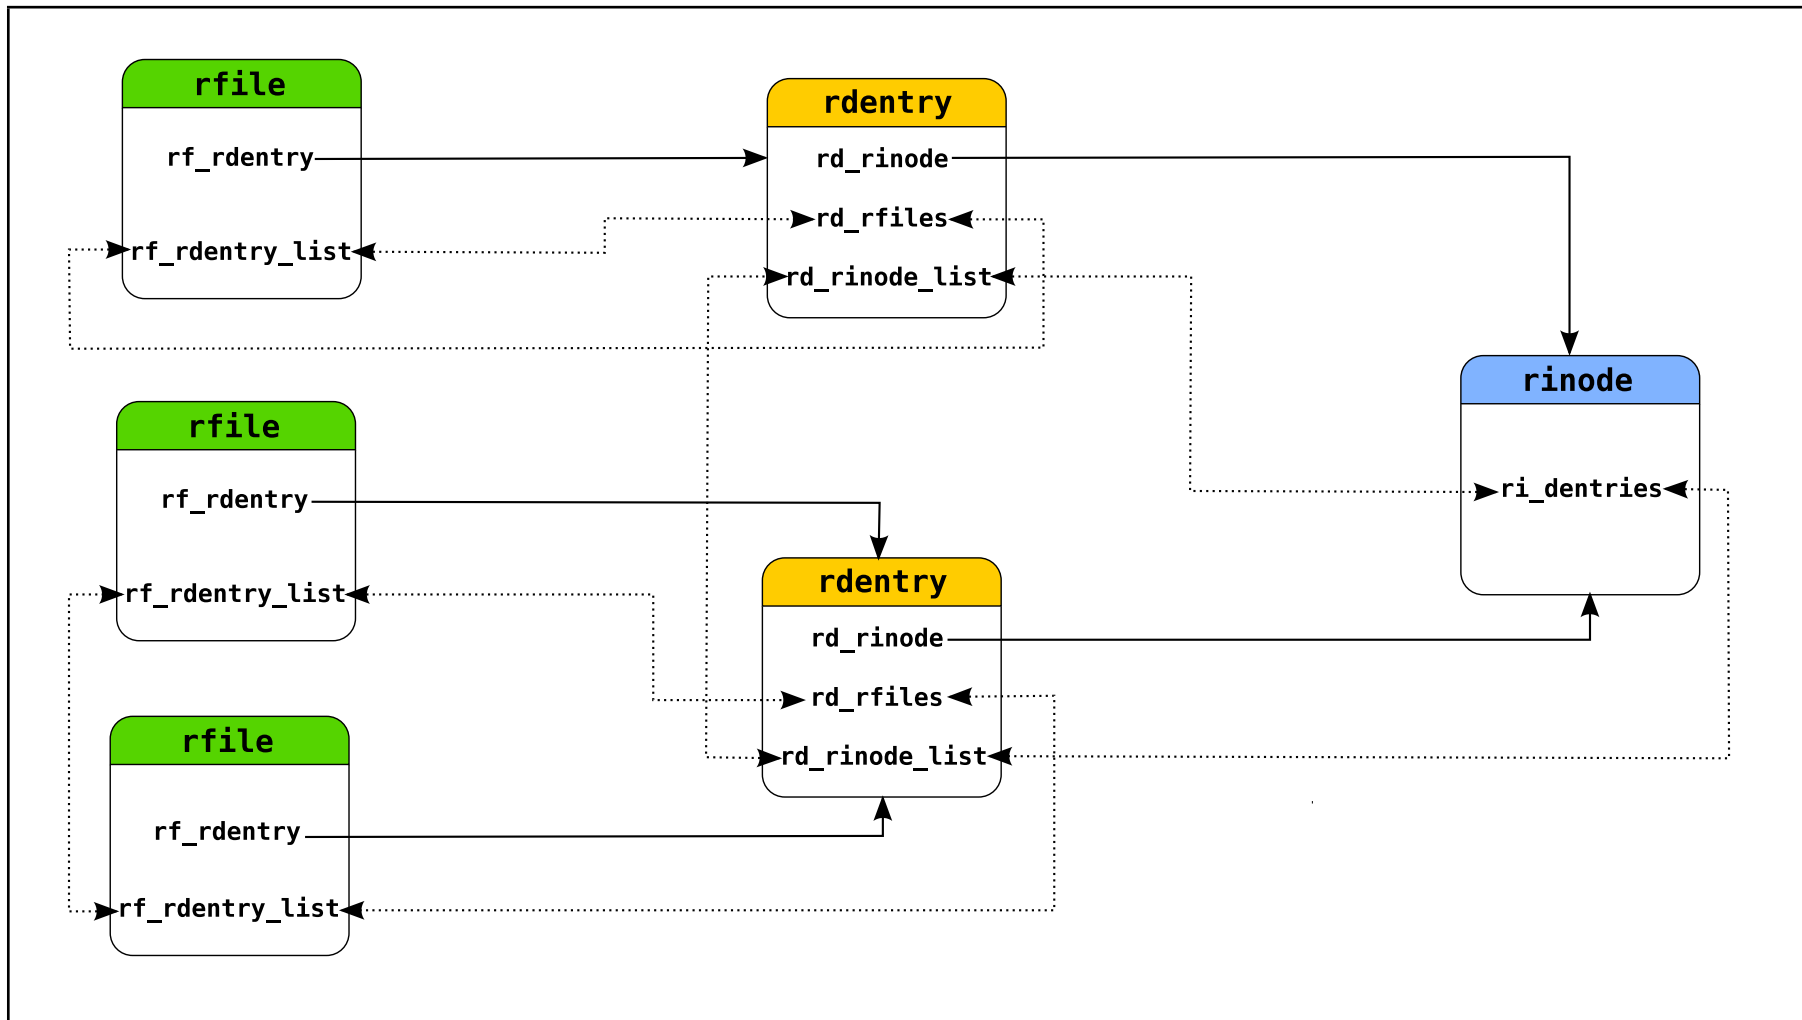 rfile
rf_rdentry
rf_rdentry_list
rdentry
rd_rinode
rd_rfiles
rd_rinode_list
rinode
ri_dentries
rfile
rf_rdentry
rf_rdentry_list
rdentry
rd_rinode
rd_rfiles
rd_rinode_list
rfile
rf_rdentry
rf_rdentry_list